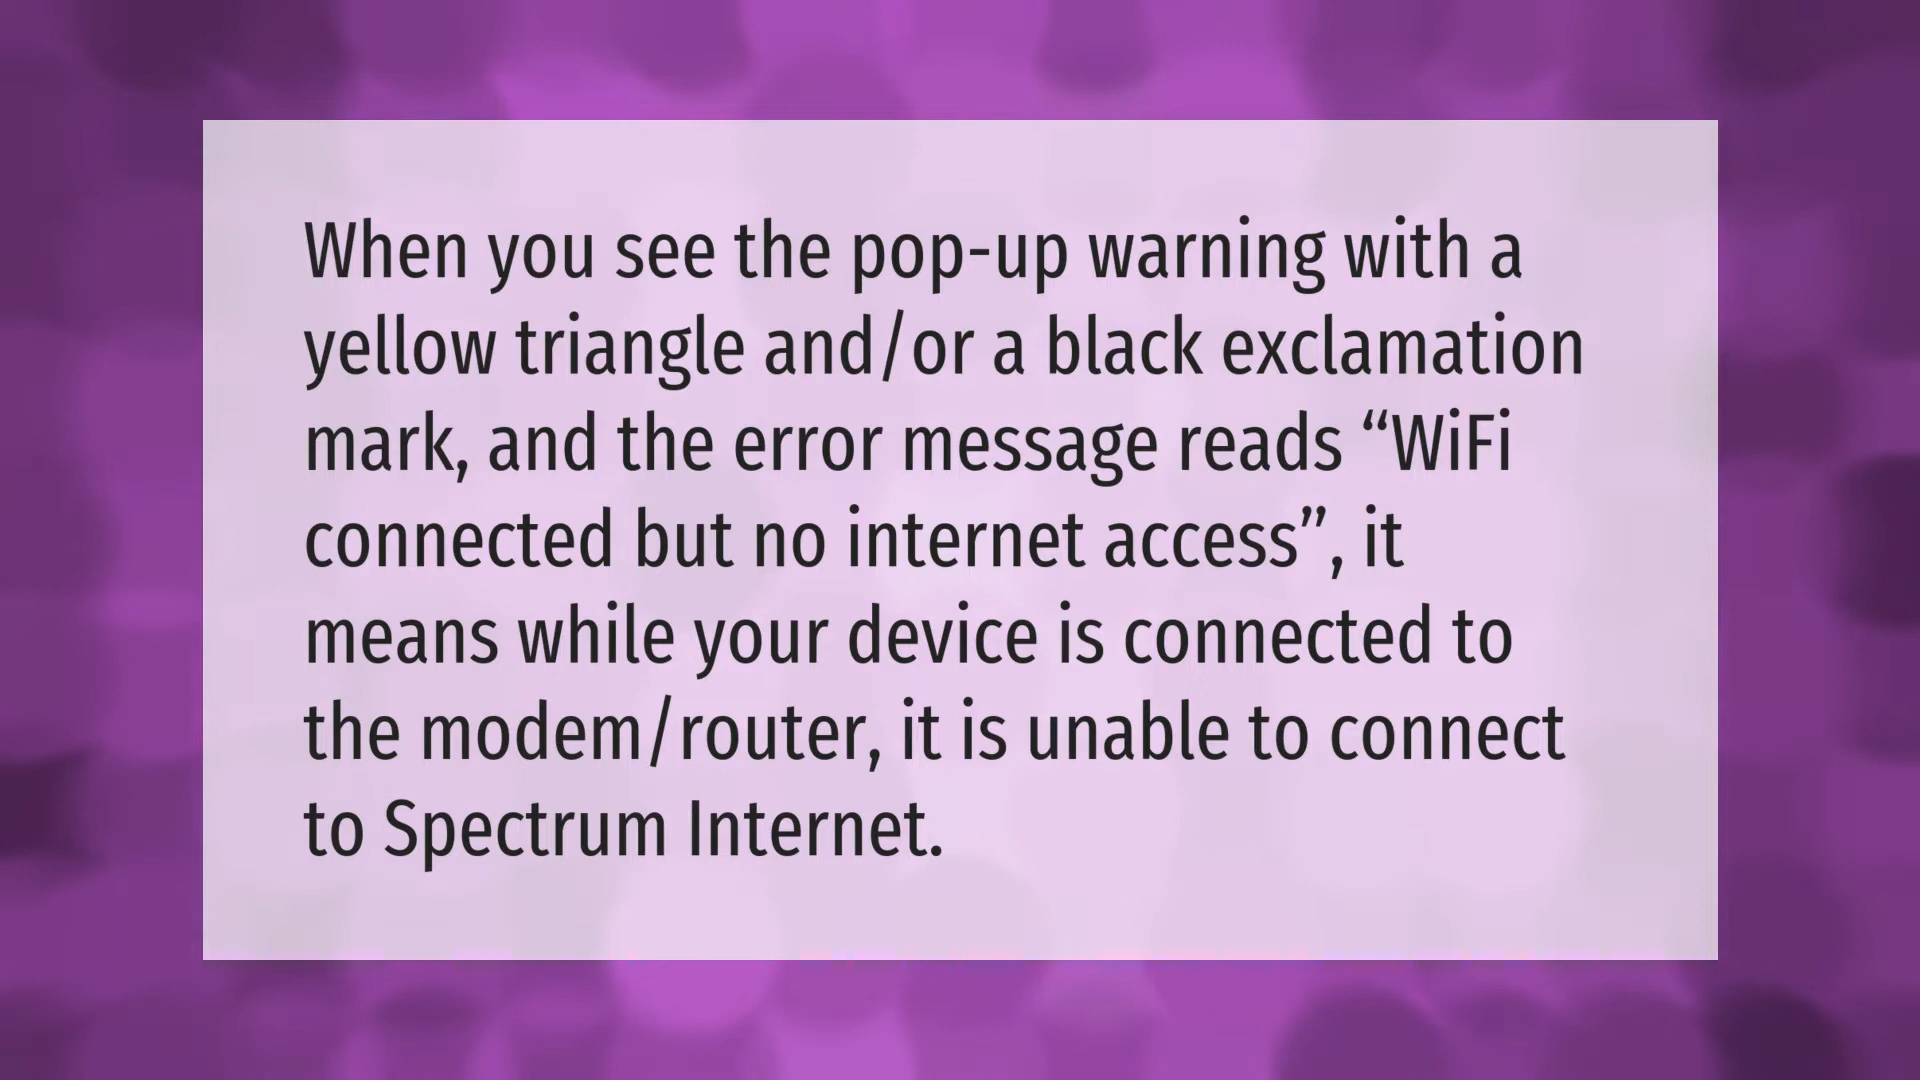 When you see the pop-up warning with a
yellow triangle and/or a black exclamation
mark, and the error message reads “WiFi
connected but no internet access”, it
means while your device is connected to
the modem/router, it is unable to connect
to Spectrum Internet.